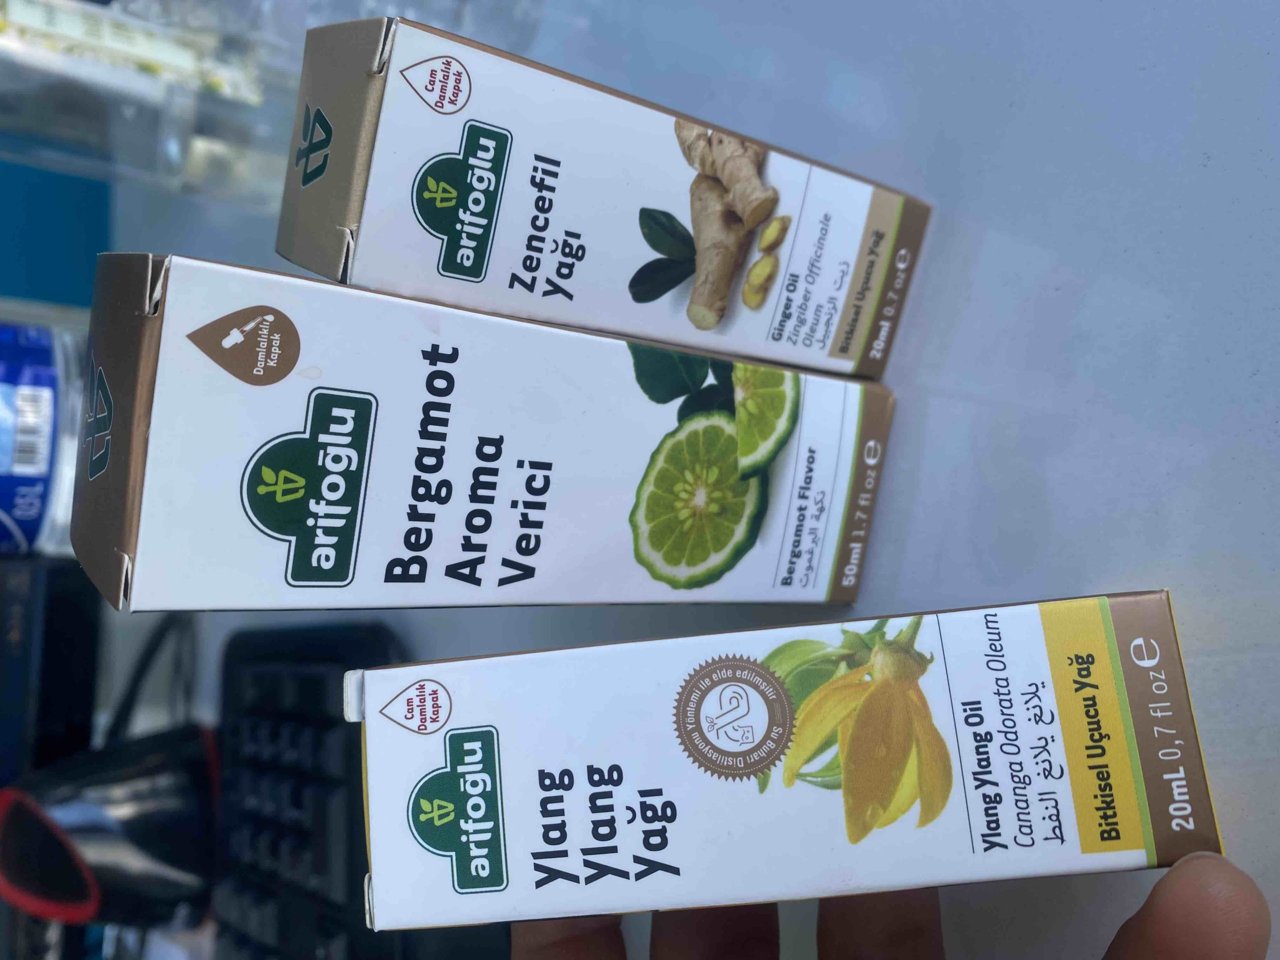 Cam
Damlalık
Kapak
arifoğlu
Zencefil
Yağı
Ginger Oil
Zingiber Officinale
Oleum
زيت الزنجبيل
Bitkisel Uçucu Yağ
20ml 0.7 oz e
Damlalıklı
Kapak
arifoğlu
Bergamot
Aroma
Verici
Bergamot Flavor
نكهة البرغموت
50ml 1.7 fl oz e
Cam
Damlalık
Kapak
arifoğlu
Ylang
Ylang
Yağı
Su Buharı Distilasyonu Yöntemi ile elde edilmiştir
Ylang Ylang Oil
Cananga Odorata Oleum
يلانغ يلانغ النفط
Bitkisel Uçucu Yağ
20mL 0,7 fl oz e
0,5L